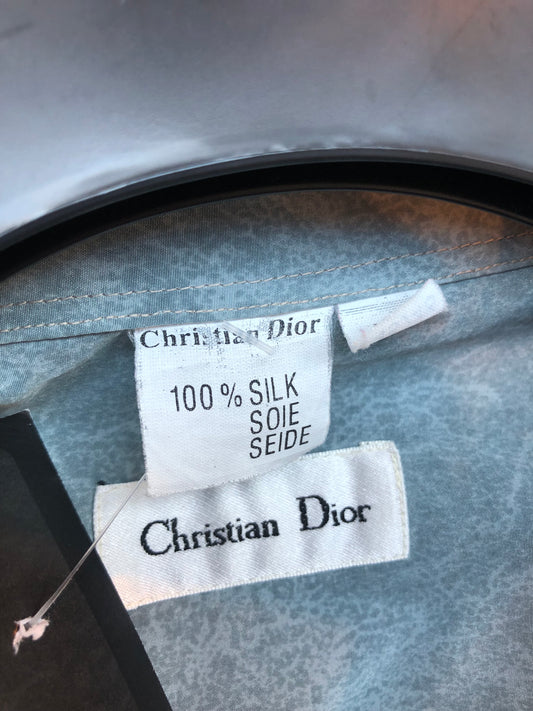 Christian Dior
100% SILK
SOIE
SEIDE
Christian Dior